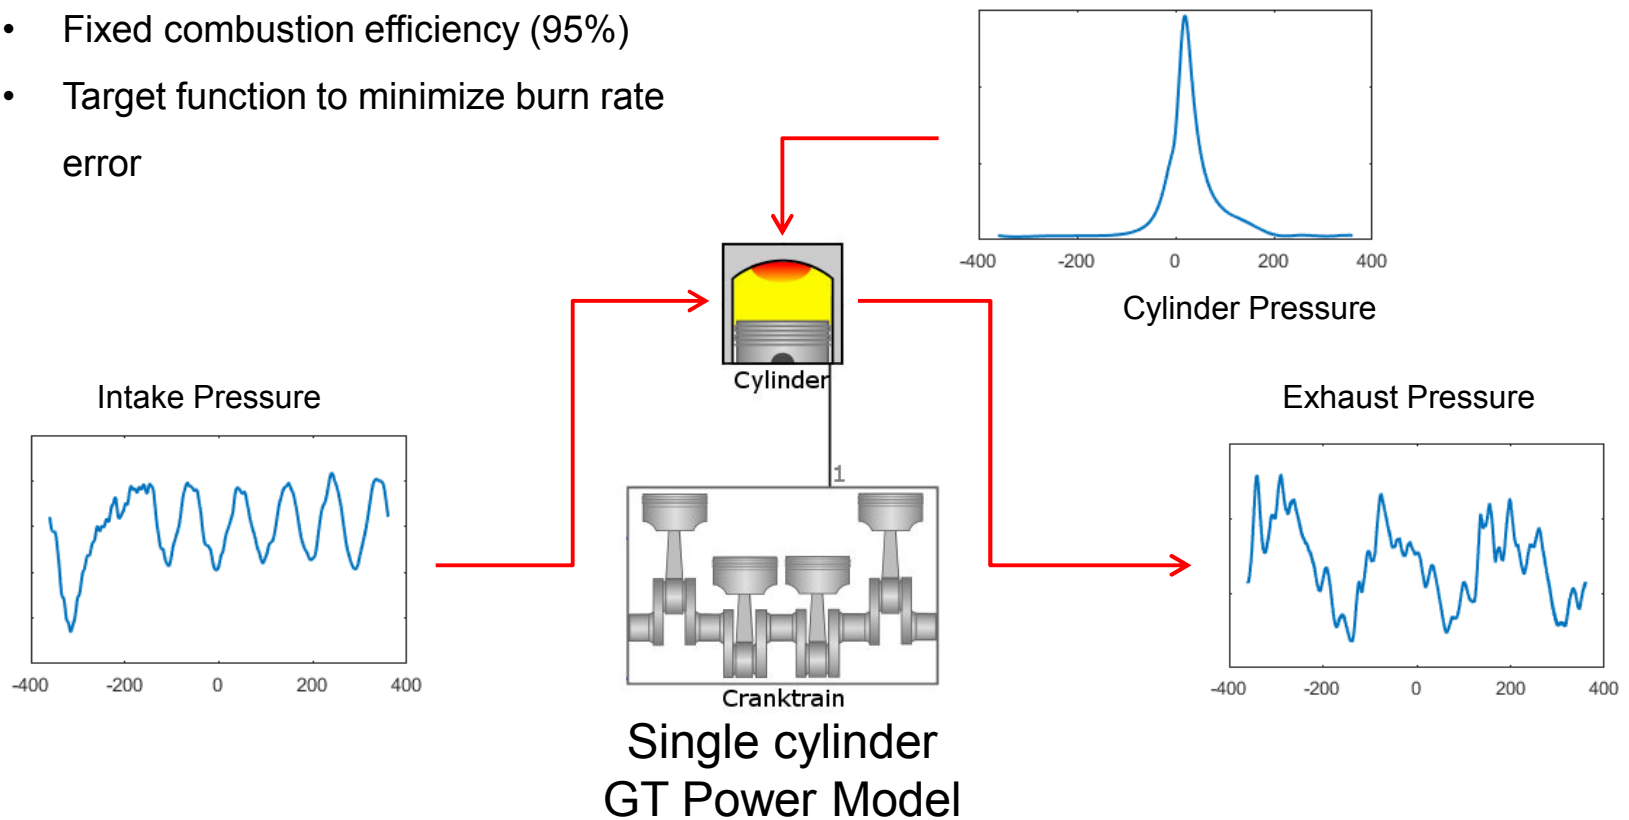 • Fixed combustion efficiency (95%)
• Target function to minimize burn rate
error
-400 -200 0 200 400
Cylinder Pressure
Cylinder
Intake Pressure
Exhaust Pressure
1
-400 -200 0 200 400
-400 -200 0 200 400
Cranktrain
Single cylinder
GT Power Model